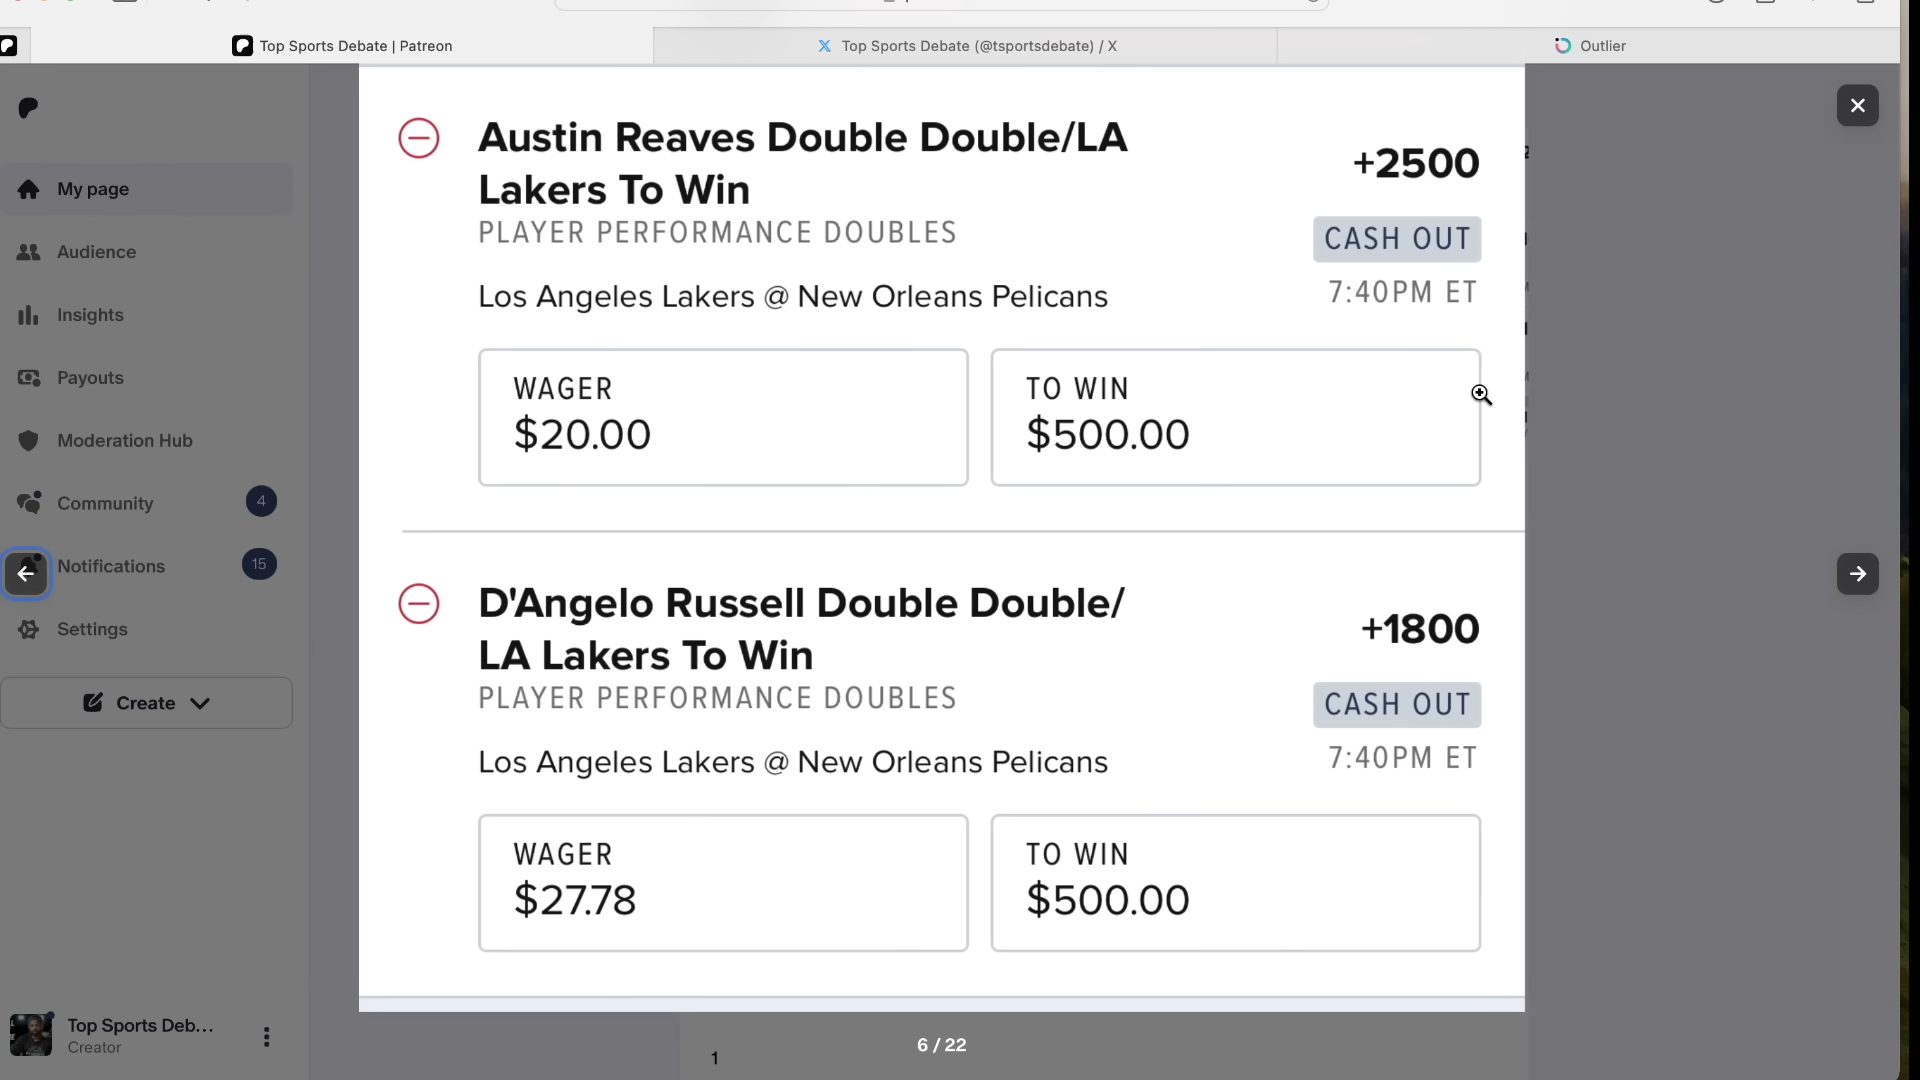 Top Sports Debate | Patreon
Top Sports Debate (@tsportsdebate) / X
Outlier
My page
Audience
Insights
Payouts
Moderation Hub
Community
4
Notifications
15
Settings
Create
Top Sports Deb...
Creator
Austin Reaves Double Double/LA
Lakers To Win
+2500
PLAYER PERFORMANCE DOUBLES
CASH OUT
Los Angeles Lakers @ New Orleans Pelicans
7:40PM ET
WAGER
$20.00
TO WIN
$500.00
D'Angelo Russell Double Double/
LA Lakers To Win
+1800
PLAYER PERFORMANCE DOUBLES
CASH OUT
Los Angeles Lakers @ New Orleans Pelicans
7:40PM ET
WAGER
$27.78
TO WIN
$500.00
6 / 22
1